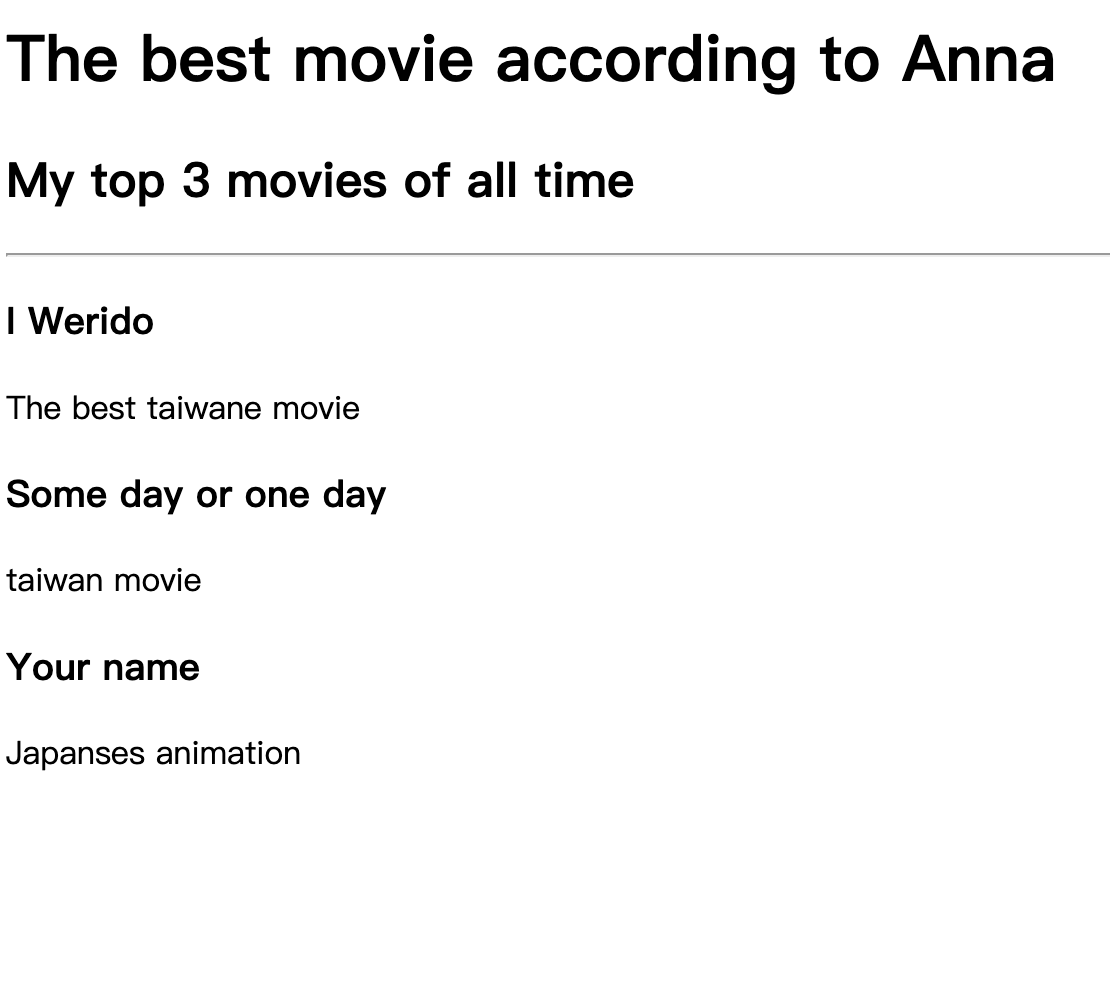 The best movie according to Anna
My top 3 movies of all time
I Werido
The best taiwane movie
Some day or one day
taiwan movie
Your name
Japanses animation